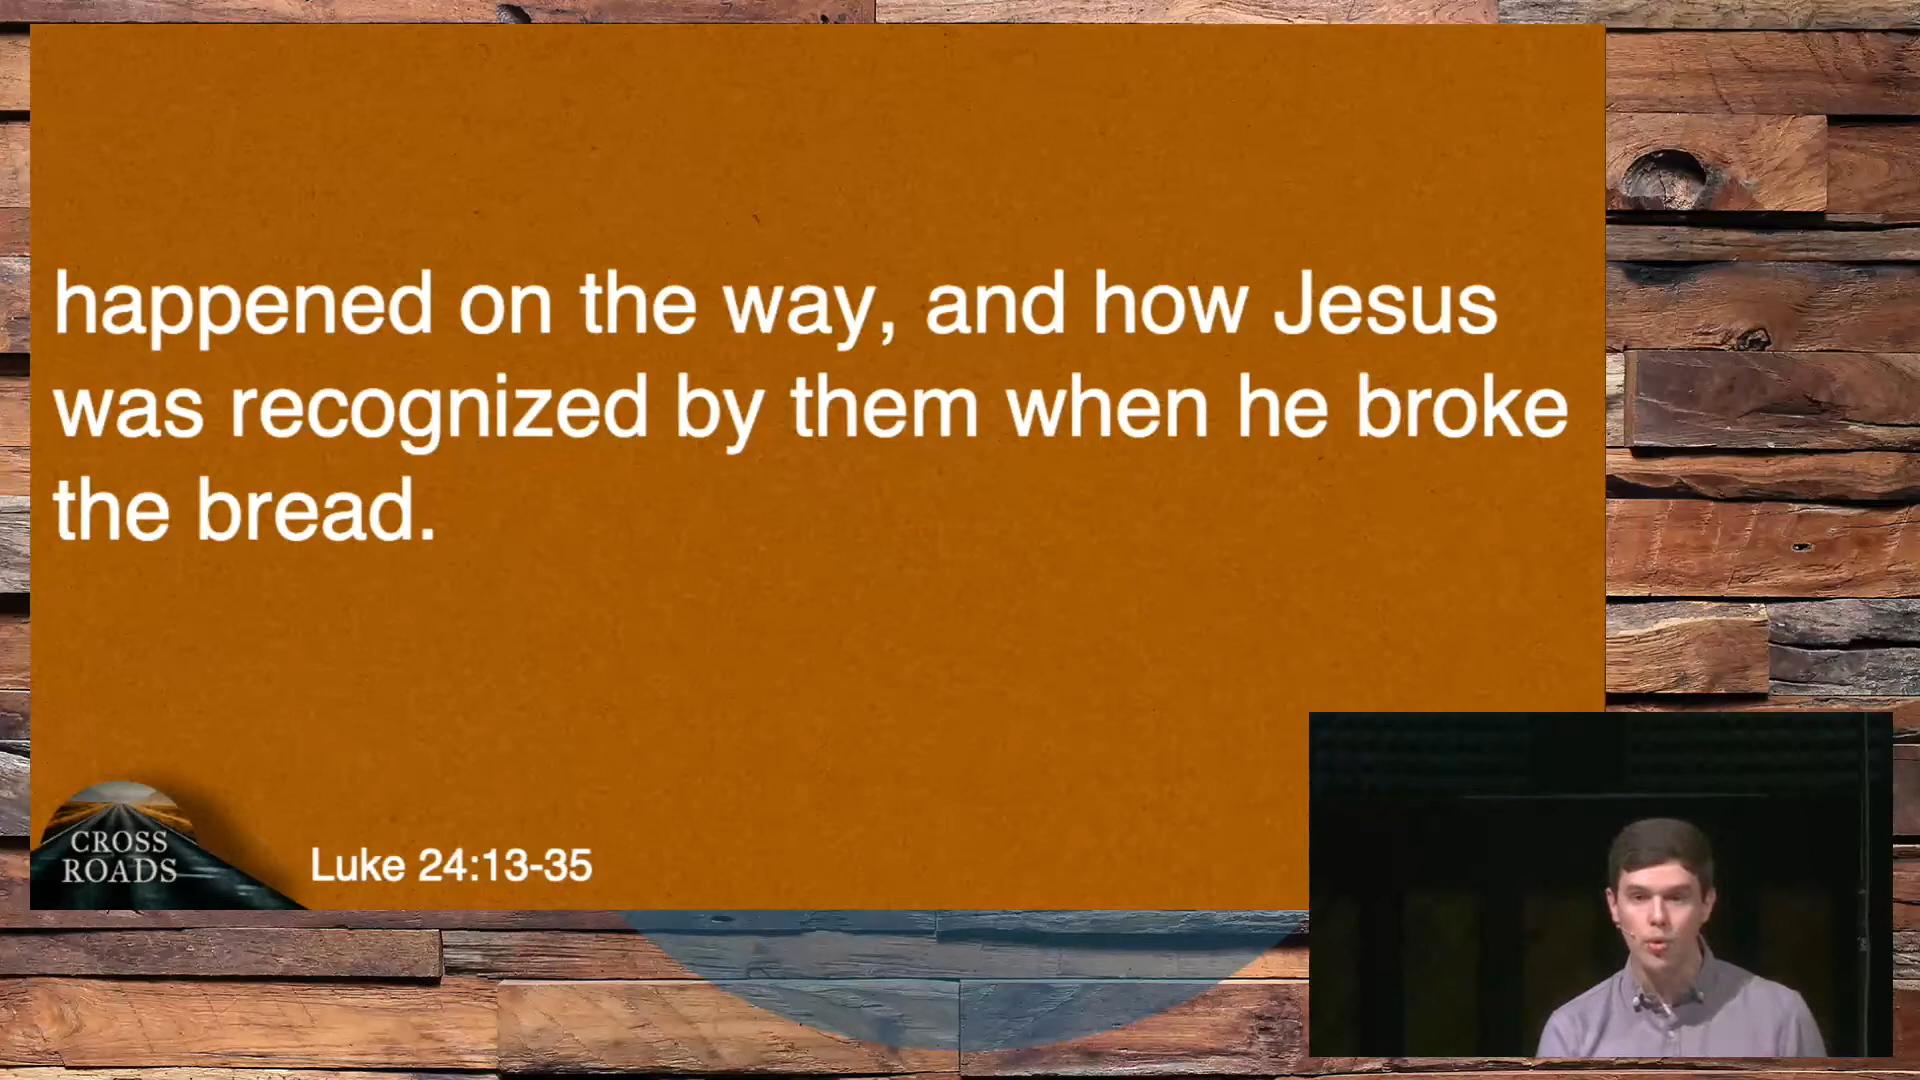 happened on the way, and how Jesus
was recognized by them when he broke
the bread.
CROSS
ROADS
Luke 24:13-35